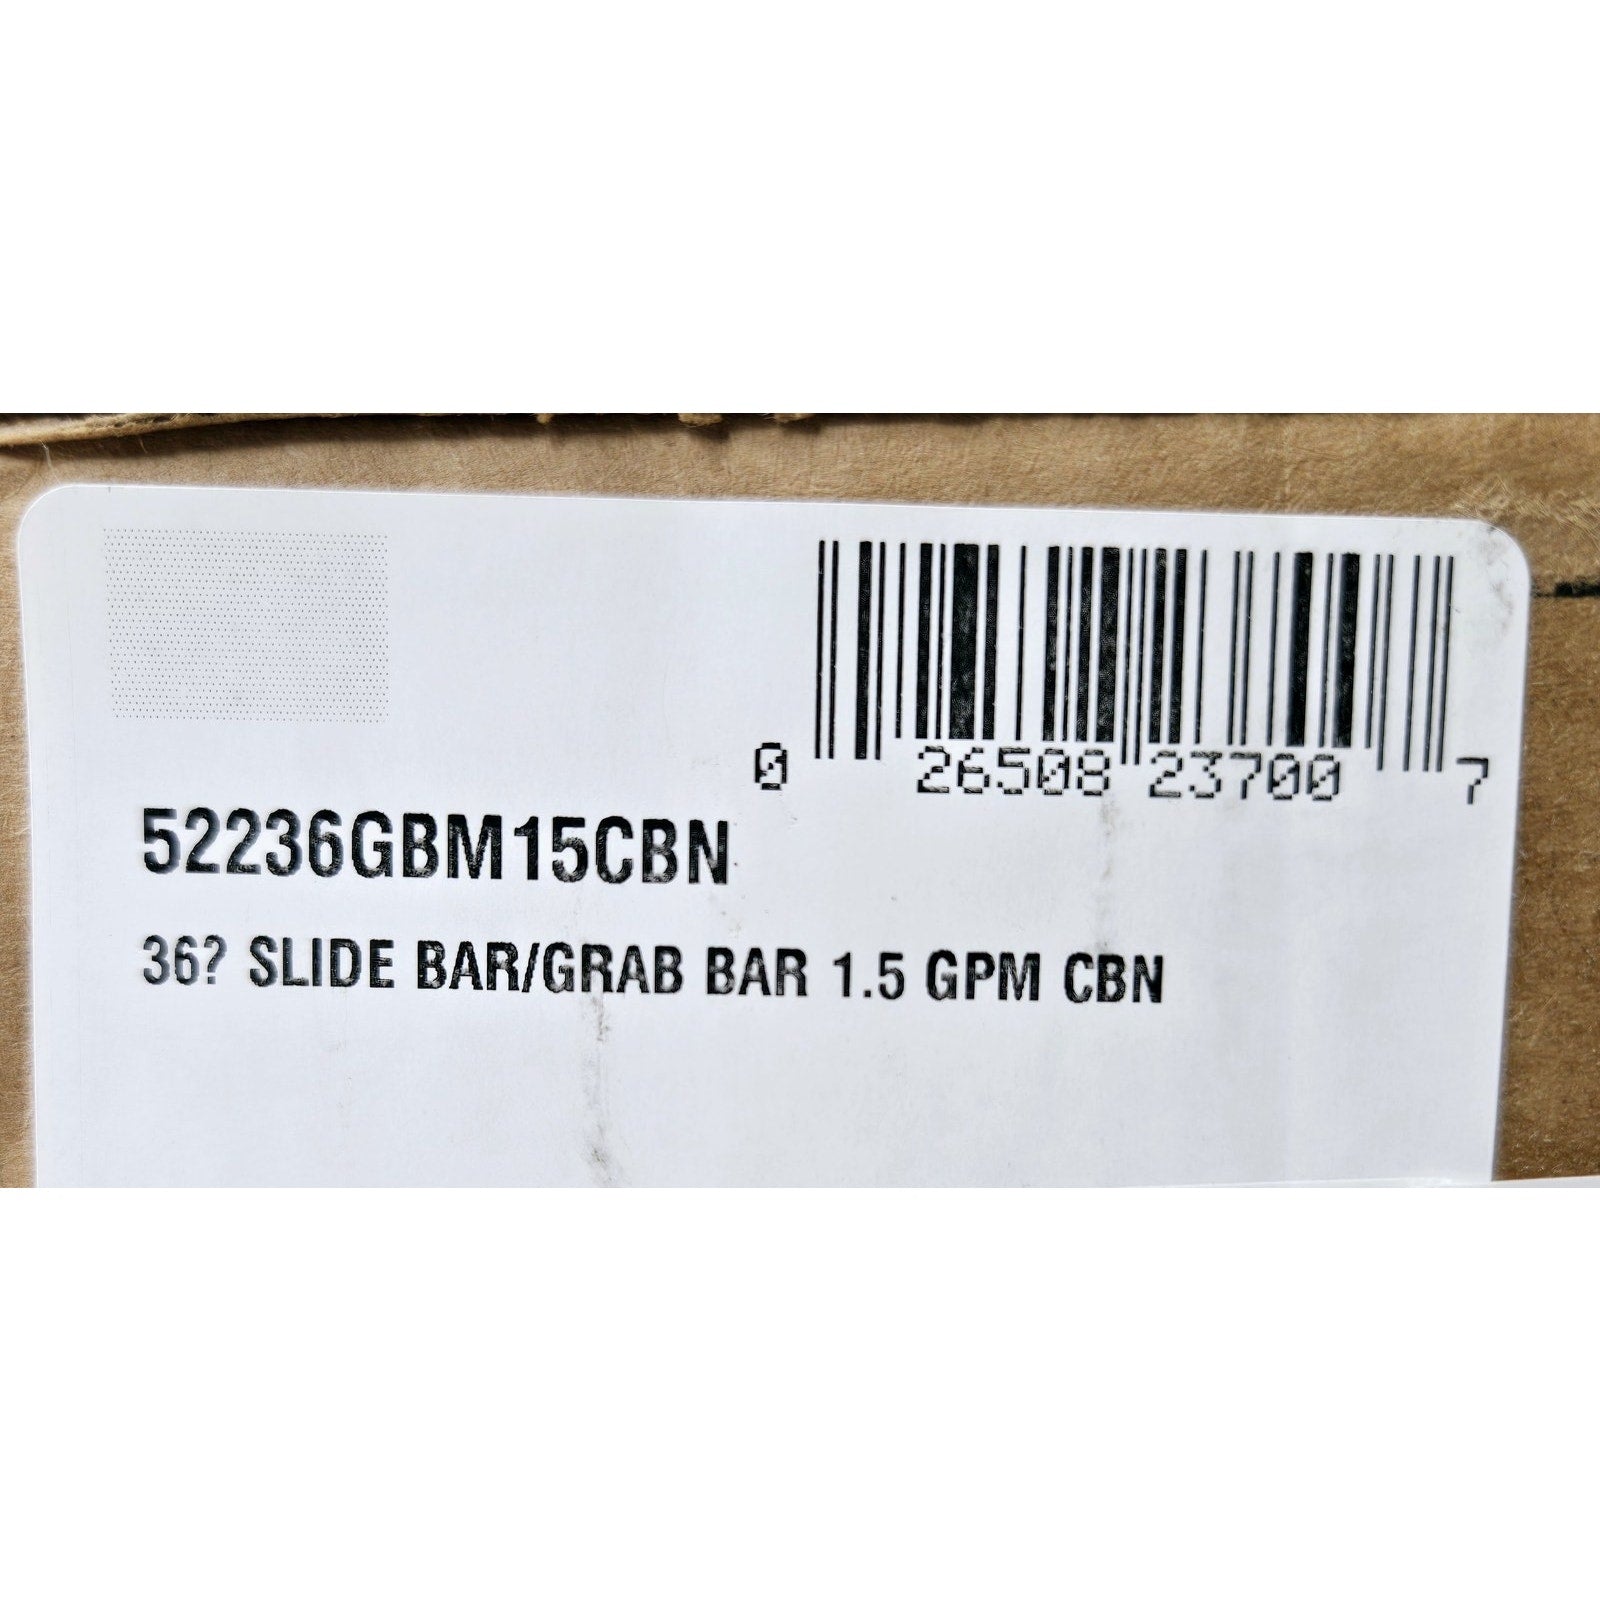 0 26508 23700 7
52236GBM15CBN
36? SLIDE BAR/GRAB BAR 1.5 GPM CBN